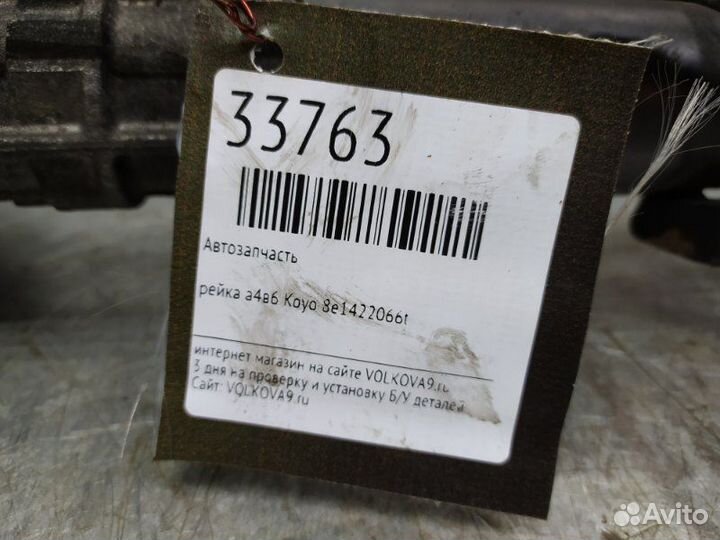 33763
Автозапчасть
рейка а4в6 Koyo 8e1422066t
интернет магазин на сайте VOLKOVA9.ru
3 дня на проверку и установку Б/У деталей
Сайт: VOLKOVA9.ru
Avito